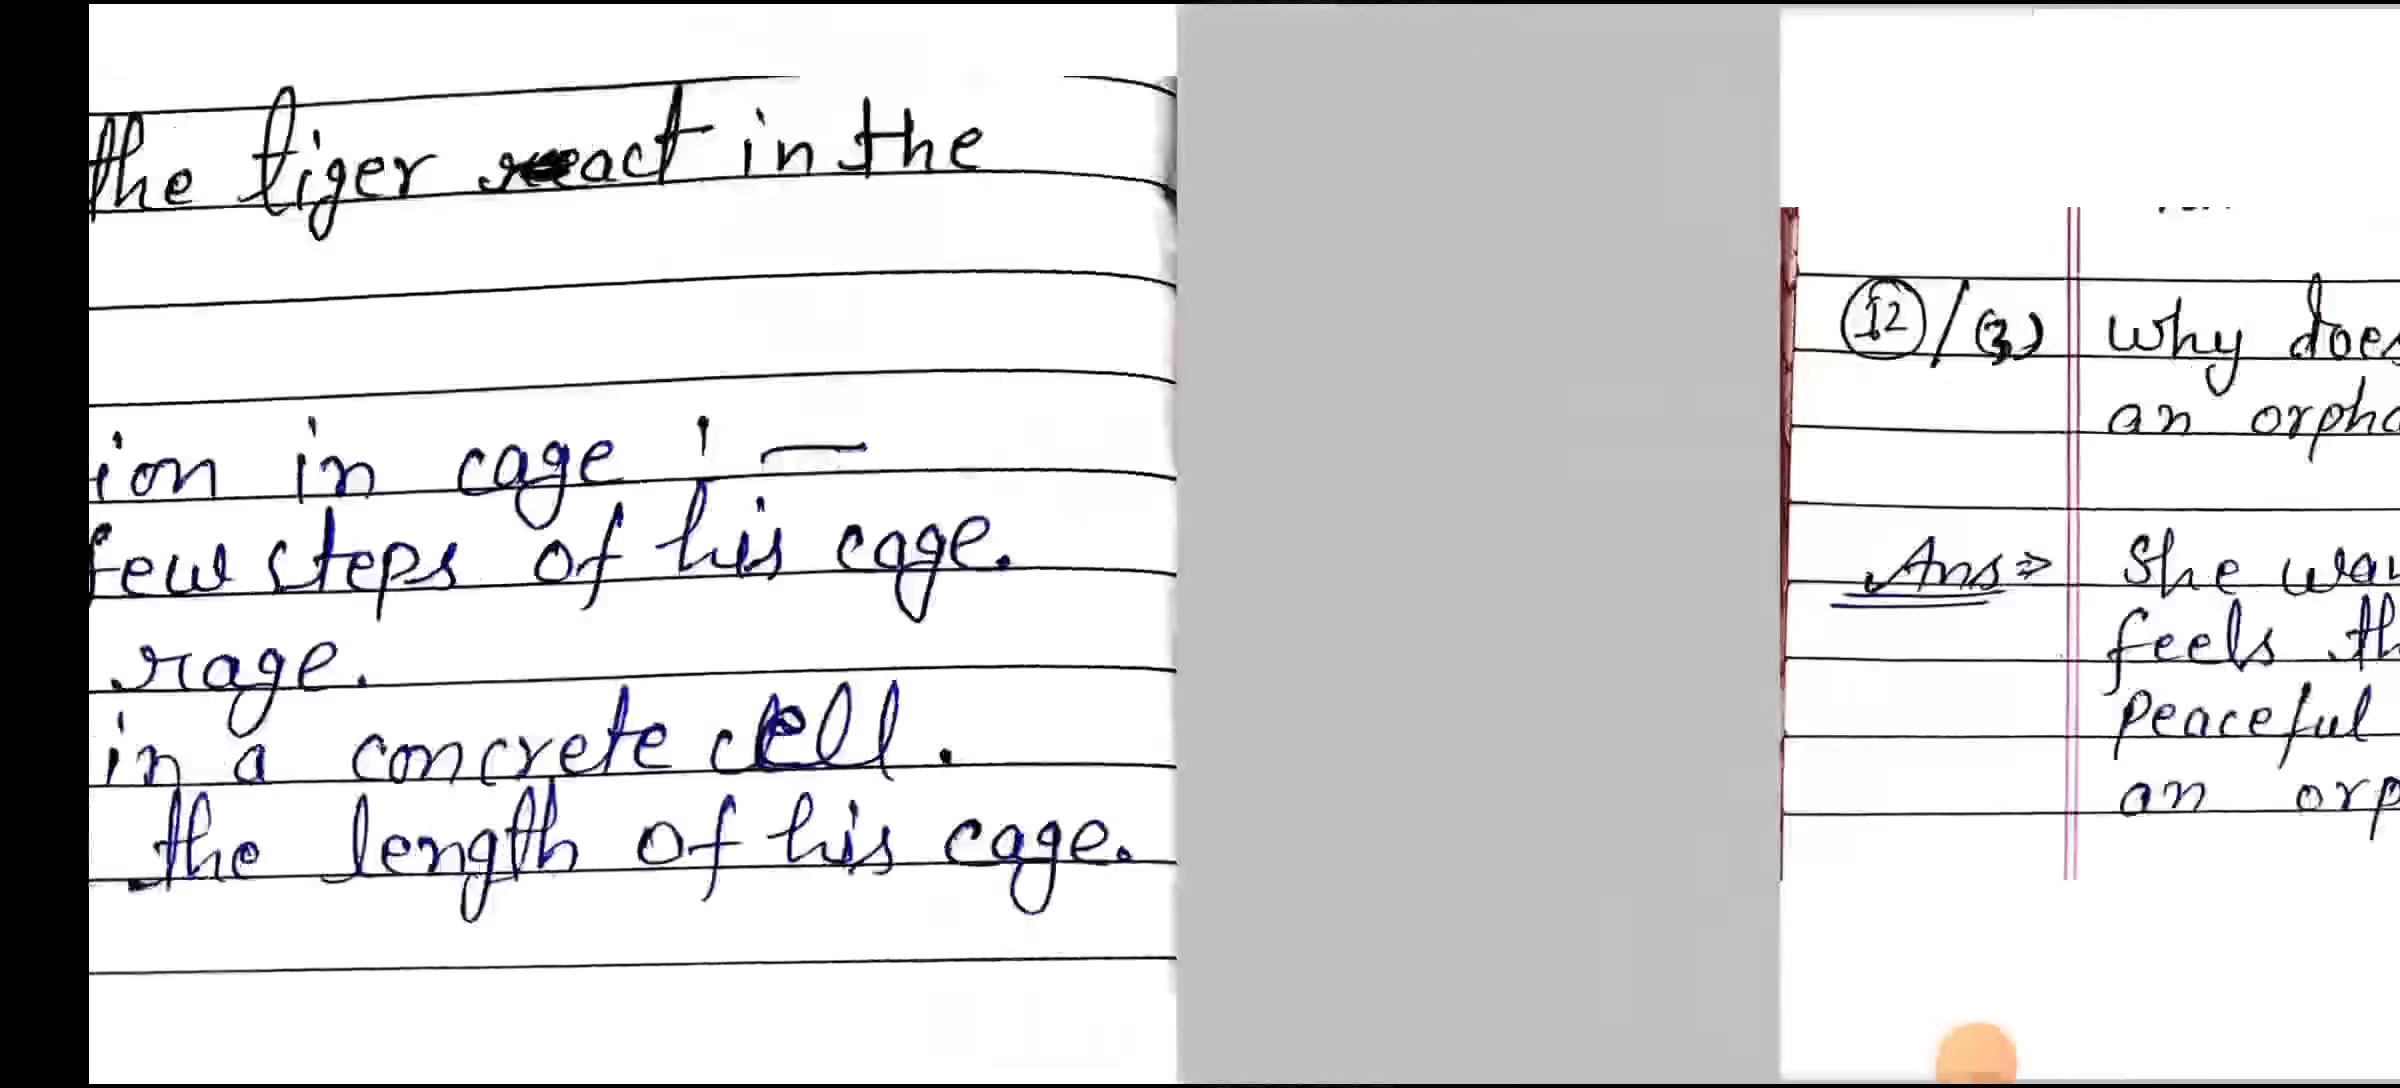 the tiger react in the
ion in cage : —
few steps of his cage.
rage.
in a concrete cell.
the length of his cage.
12 / (3) Why does
an orpha
Ans ⇒ She wan
feels th
peaceful
an orp